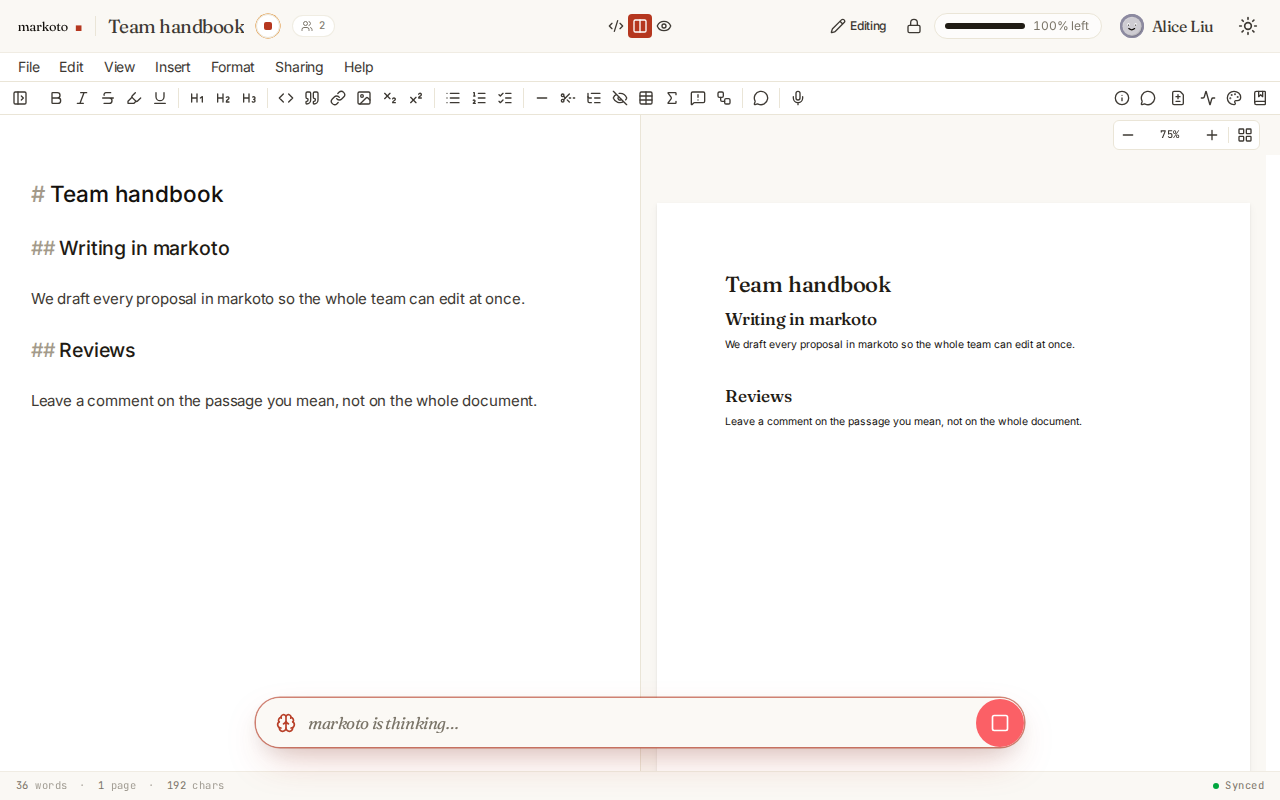 markoto
Team handbook
2
Editing
100% left
Alice Liu
File Edit View Insert Format Sharing Help
H1 H2 H3
75%
# Team handbook
## Writing in markoto
We draft every proposal in markoto so the whole team can edit at once.
## Reviews
Leave a comment on the passage you mean, not on the whole document.
Team handbook
Writing in markoto
We draft every proposal in markoto so the whole team can edit at once.
Reviews
Leave a comment on the passage you mean, not on the whole document.
markoto is thinking...
36 words · 1 page · 192 chars
Synced